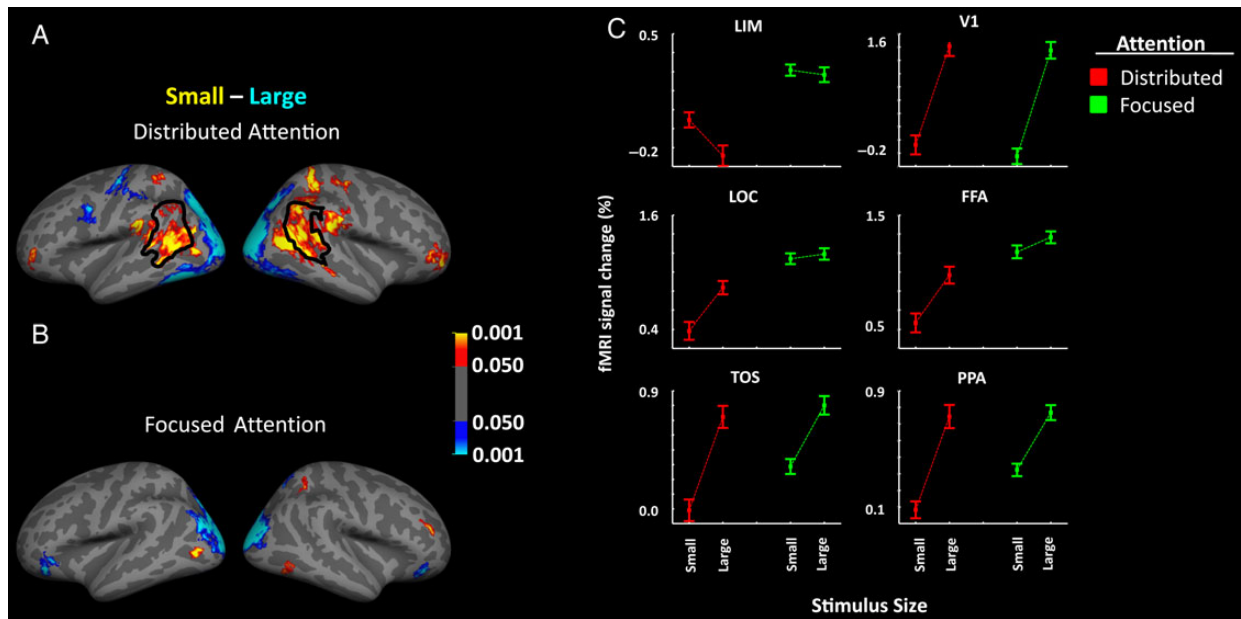 A
Small – Large
Distributed Attention
0.001
0.050
0.050
0.001
B
Focused Attention
C
LIM
0.5
–0.2
V1
1.6
–0.2
Attention
Distributed
Focused
fMRI signal change (%)
LOC
1.6
0.4
FFA
1.5
0.5
TOS
0.9
0.0
PPA
0.9
0.1
Small
Large
Small
Large
Small
Large
Small
Large
Stimulus Size